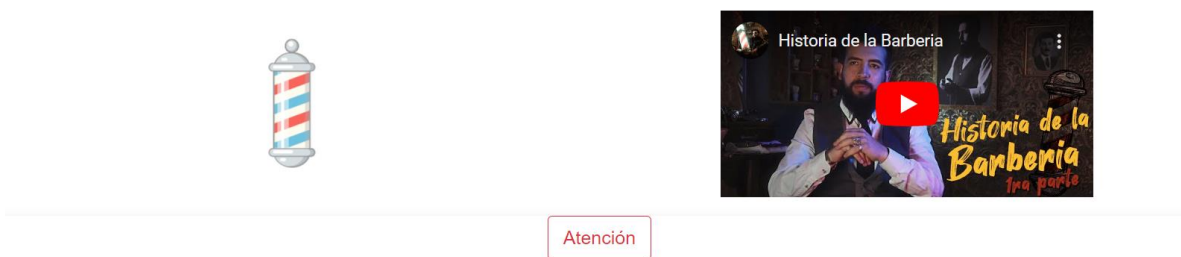 Historia de la Barberia
Historia de la
Barberia
1ra parte
Atención